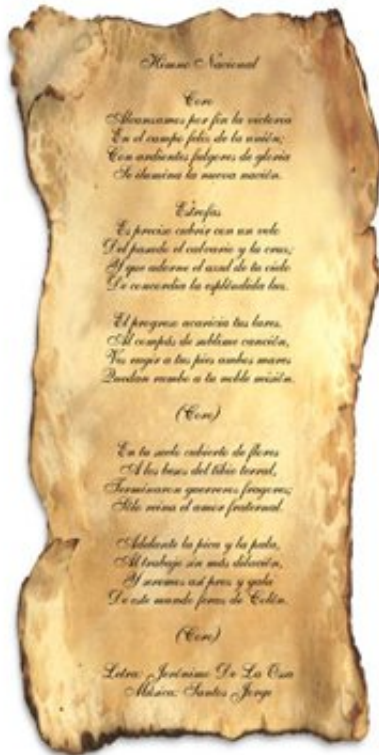 Himno Nacional
Coro
Alcanzamos por fin la victoria
En el campo feliz de la unión;
Con ardientes fulgores de gloria
Se ilumina la nueva nación.
Estrofas
Es preciso cubrir con un velo
Del pasado el calvario y la cruz;
Y que adorne el azul de tu cielo
De concordia la espléndida luz.
El progreso acaricia tus lares,
Al compás de sublime canción,
Ves rugir a tus pies ambos mares
Que dan rumbo a tu noble misión.
(Coro)
En tu suelo cubierto de flores
A los besos del tibio terral,
Terminaron guerreros fragores;
Sólo reina el amor fraternal.
Adelante la pica y la pala,
Al trabajo sin más dilación,
Y seremos así prez y gala
De este mundo feraz de Colón.
(Coro)
Letra: Jerónimo De La Ossa
Música: Santos Jorge